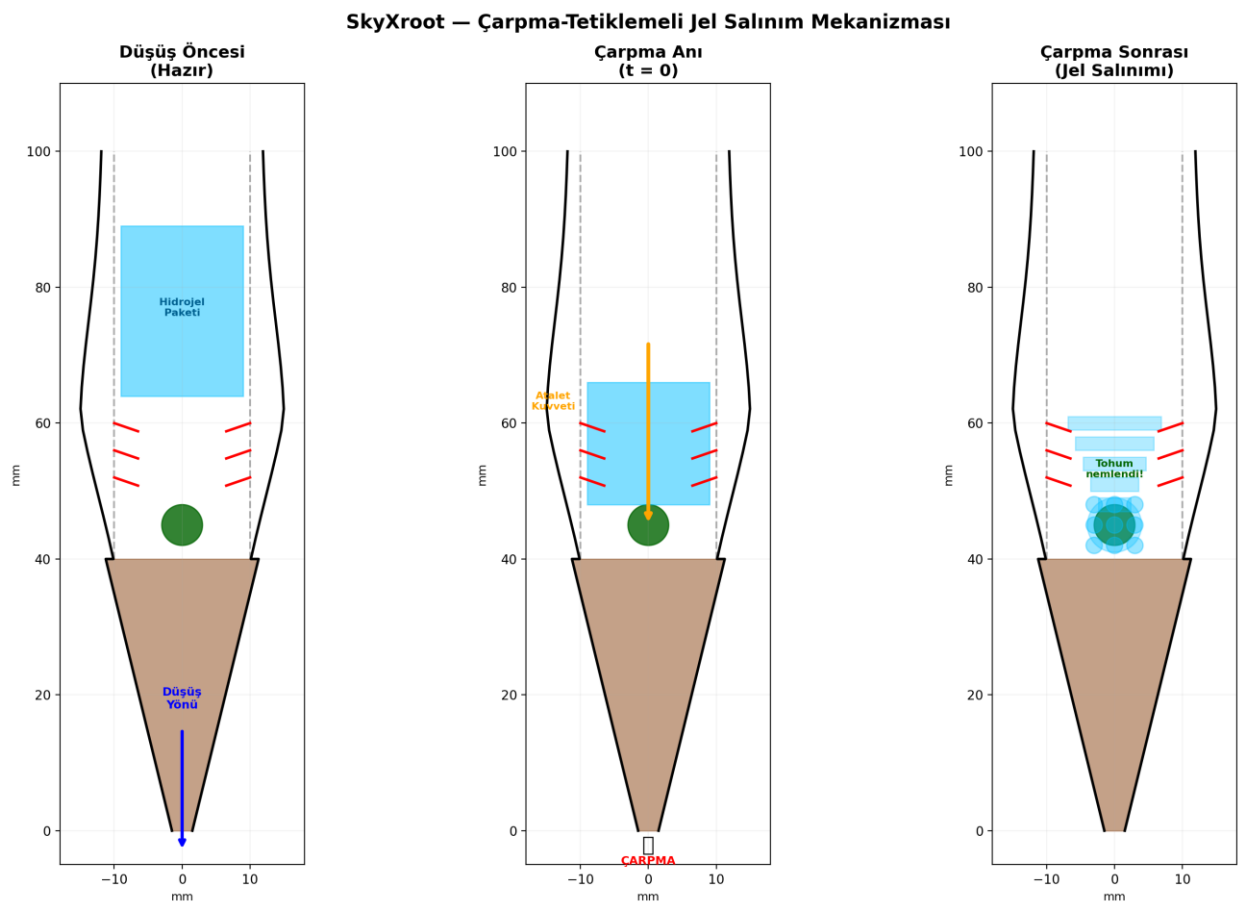 SkyXroot — Çarpma-Tetiklemeli Jel Salınım Mekanizması
Düşüş Öncesi
(Hazır)
100
80
60
40
20
0
mm
−10
0
10
mm
Hidrojel
Paketi
Düşüş
Yönü
Çarpma Anı
(t = 0)
100
80
60
40
20
0
mm
−10
0
10
mm
Atalet
Kuvveti
ÇARPMA
Çarpma Sonrası
(Jel Salınımı)
100
80
60
40
20
0
mm
−10
0
10
mm
Tohum
nemlendi!